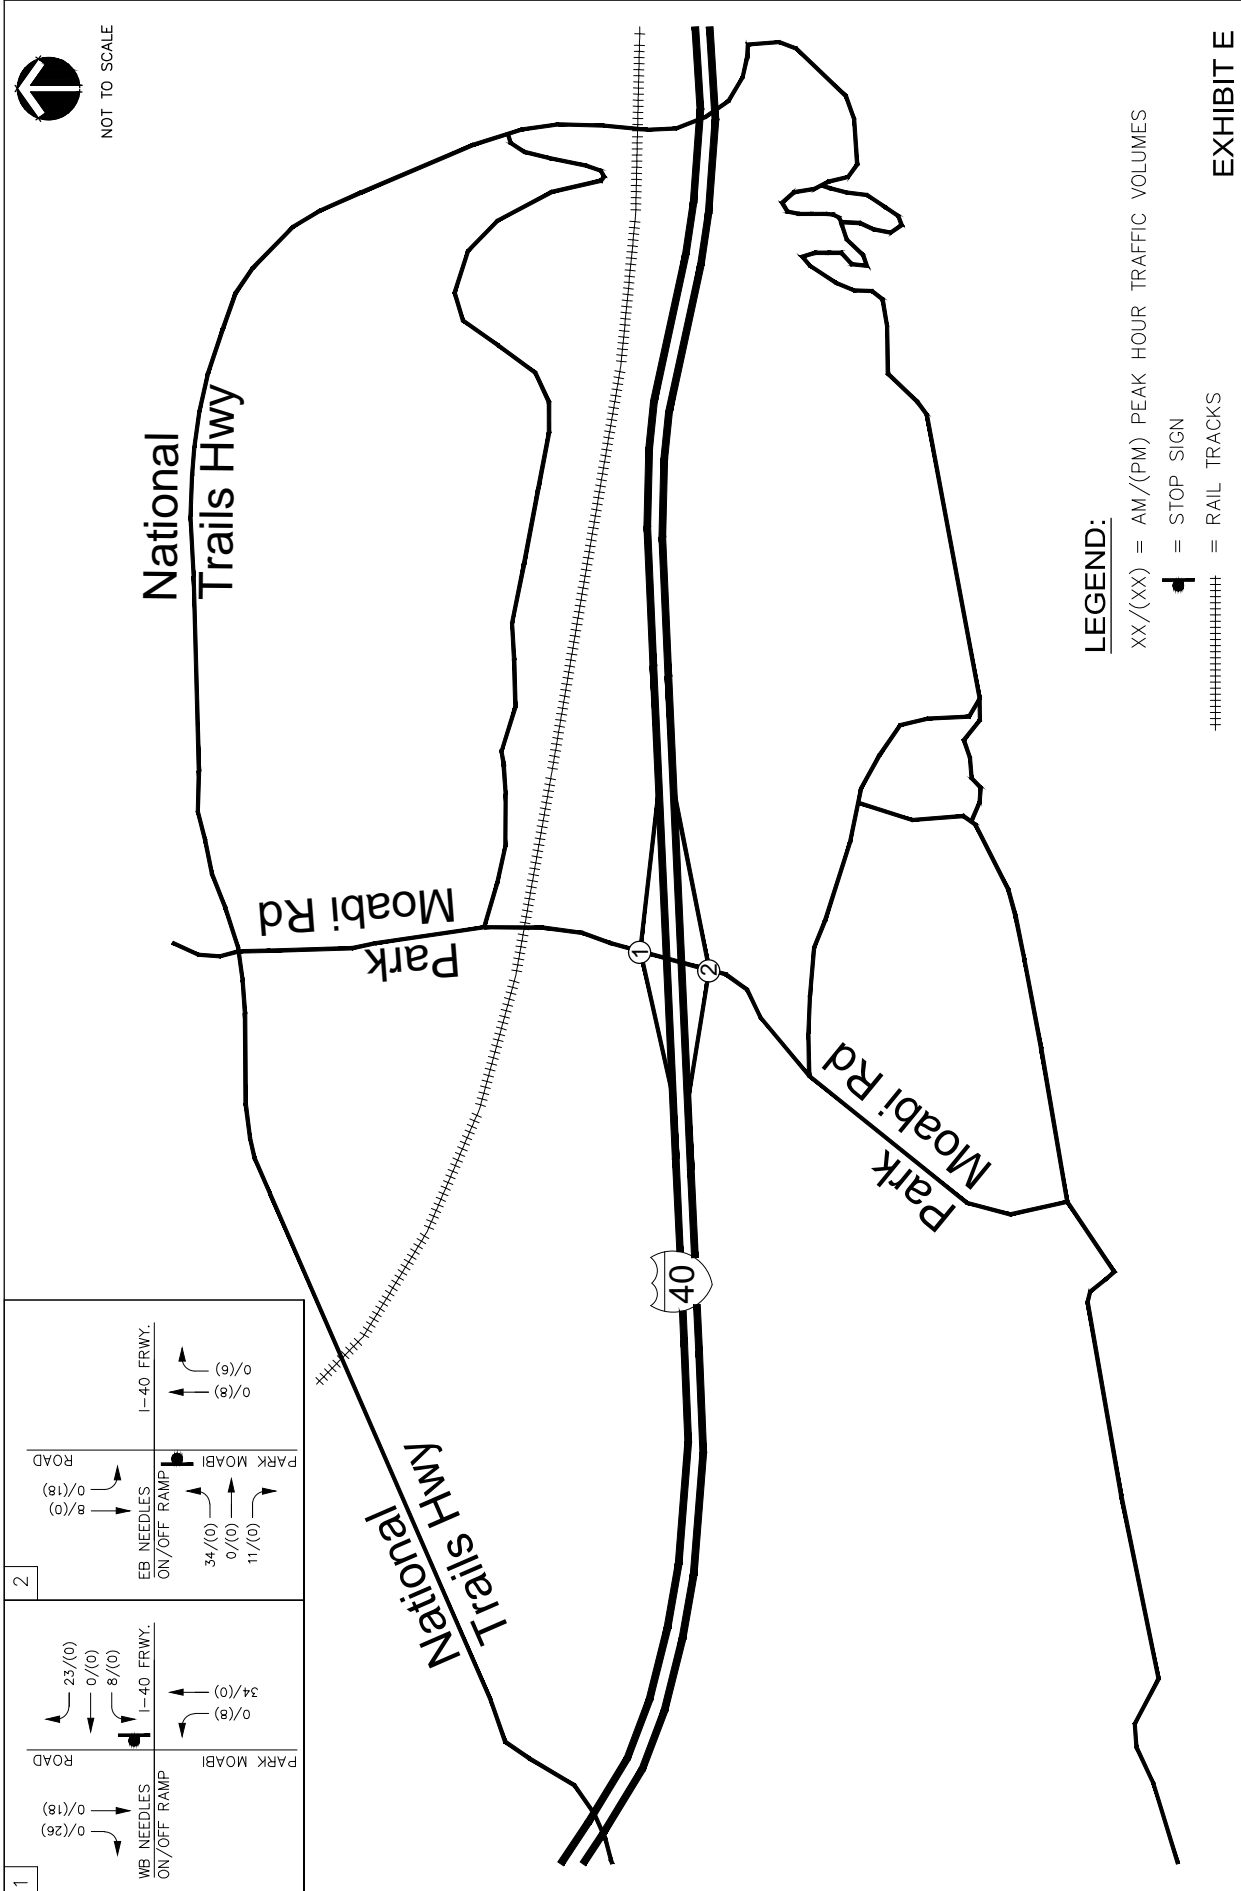 1
WB NEEDLES
ON/OFF RAMP
I-40 FRWY.
PARK MOABI
ROAD
0/(26)
0/(18)
23/(0)
0/(0)
8/(0)
0/(8)
34/(0)
2
EB NEEDLES
ON/OFF RAMP
I-40 FRWY.
PARK MOABI
ROAD
8/(0)
0/(18)
34/(0)
0/(0)
11/(0)
0/(8)
0/(6)
NOT TO SCALE
National
Trails Hwy
National
Trails Hwy
Park
Moabi Rd
1
2
40
Park
Moabi Rd
LEGEND:
XX/(XX) = AM/(PM) PEAK HOUR TRAFFIC VOLUMES
= STOP SIGN
= RAIL TRACKS
EXHIBIT E